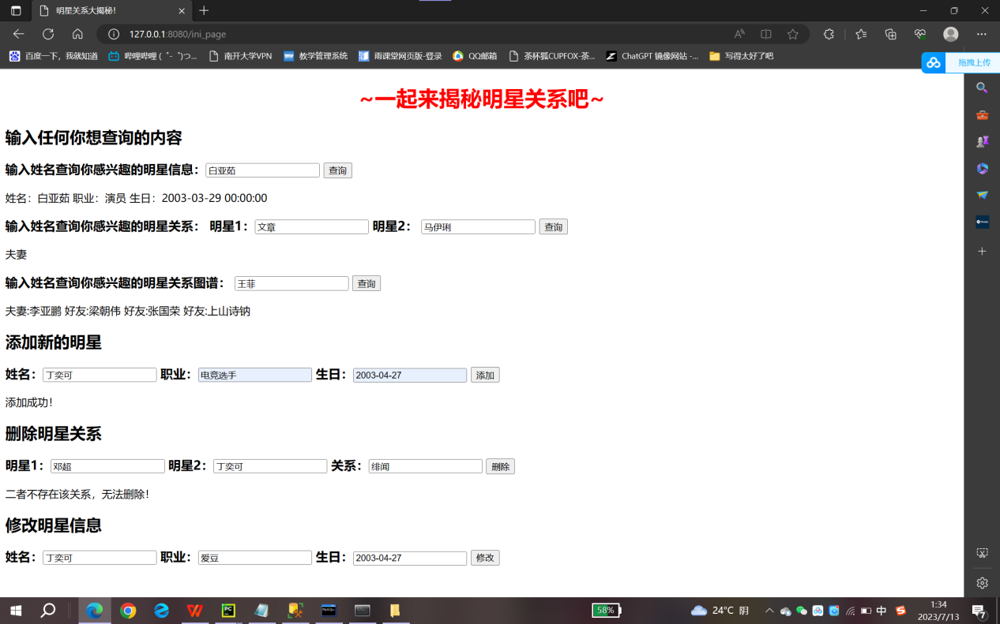 明星关系大揭秘！
127.0.0.1:8080/ini_page
百度一下，我就知道 哔哩哔哩 ( ゜- ゜)つ... 南开大学VPN 教学管理系统 雨课堂网页版-登录 QQ邮箱 茶杯狐CUPFOX-茶... ChatGPT 镜像网站 -... 写得太好了吧
拖拽上传
~一起来揭秘明星关系吧~
输入任何你想查询的内容
输入姓名查询你感兴趣的明星信息： 白亚茹 查询
姓名：白亚茹 职业：演员 生日：2003-03-29 00:00:00
输入姓名查询你感兴趣的明星关系： 明星1： 文章 明星2： 马伊琍 查询
夫妻
输入姓名查询你感兴趣的明星关系图谱： 王菲 查询
夫妻:李亚鹏 好友:梁朝伟 好友:张国荣 好友:上山诗钠
添加新的明星
姓名： 丁奕可 职业： 电竞选手 生日： 2003-04-27 添加
添加成功！
删除明星关系
明星1： 邓超 明星2： 丁奕可 关系： 绯闻 删除
二者不存在该关系，无法删除！
修改明星信息
姓名： 丁奕可 职业： 爱豆 生日： 2003-04-27 修改
58% 24°C 阴 中 1:34
2023/7/13 7